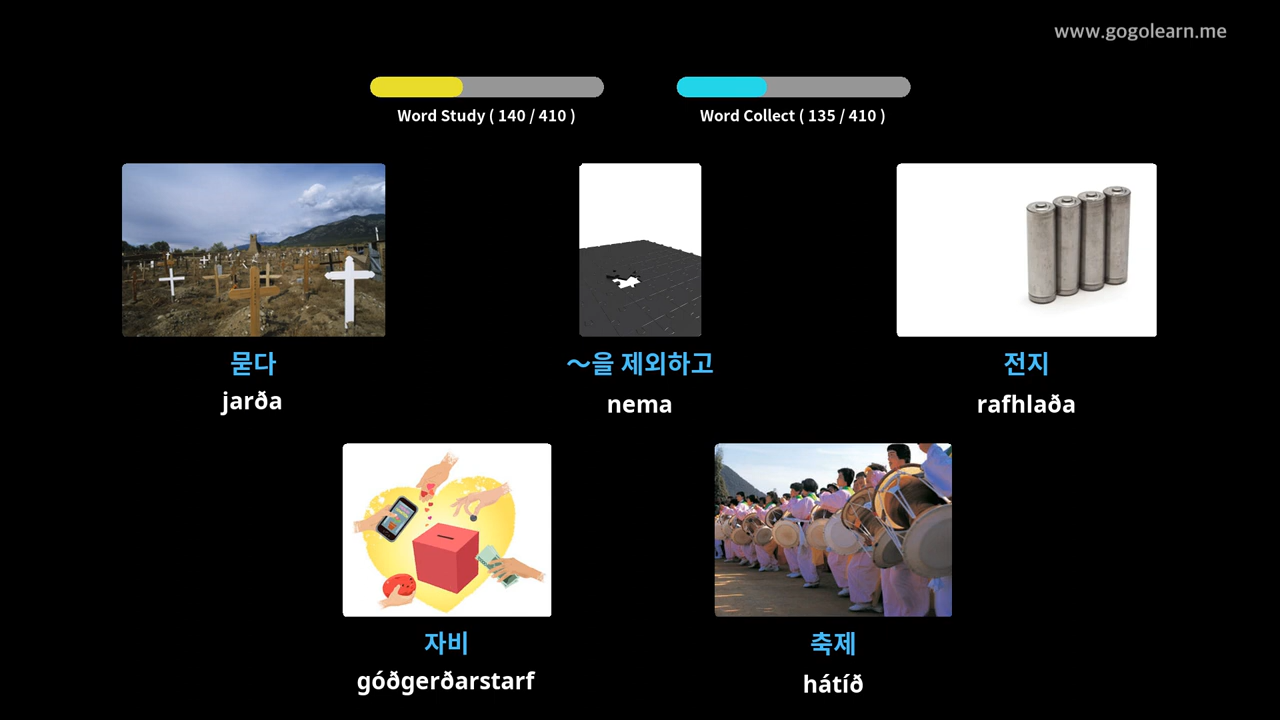 www.gogolearn.me
Word Study ( 140 / 410 )
Word Collect ( 135 / 410 )
묻다
jarða
～을 제외하고
nema
전지
rafhlaða
자비
góðgerðarstarf
축제
hátíð